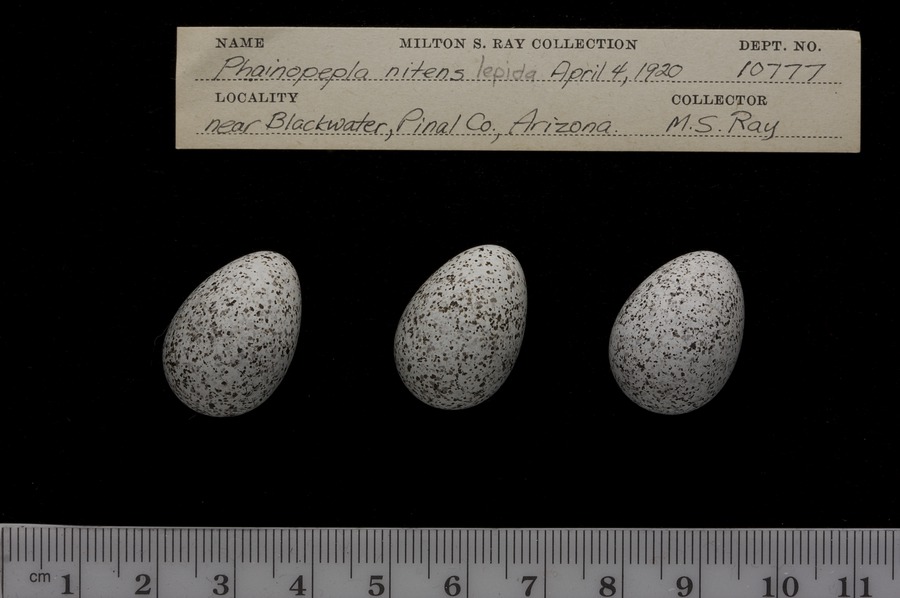 NAME MILTON S. RAY COLLECTION DEPT. NO.
Phainopepla nitens lepida April 4, 1920 10777
LOCALITY COLLECTOR
near Blackwater, Pinal Co., Arizona. M.S. Ray
cm 1 2 3 4 5 6 7 8 9 10 11